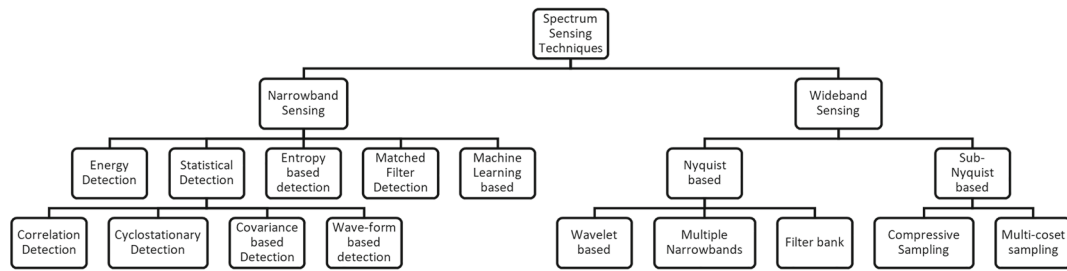 Spectrum
Sensing
Techniques
Narrowband
Sensing
Wideband
Sensing
Energy
Detection
Statistical
Detection
Entropy
based
detection
Matched
Filter
Detection
Machine
Learning
based
Nyquist
based
Sub-
Nyquist
based
Correlation
Detection
Cyclostationary
Detection
Covariance
based
Detection
Wave-form
based
detection
Wavelet
based
Multiple
Narrowbands
Filter bank
Compressive
Sampling
Multi-coset
sampling